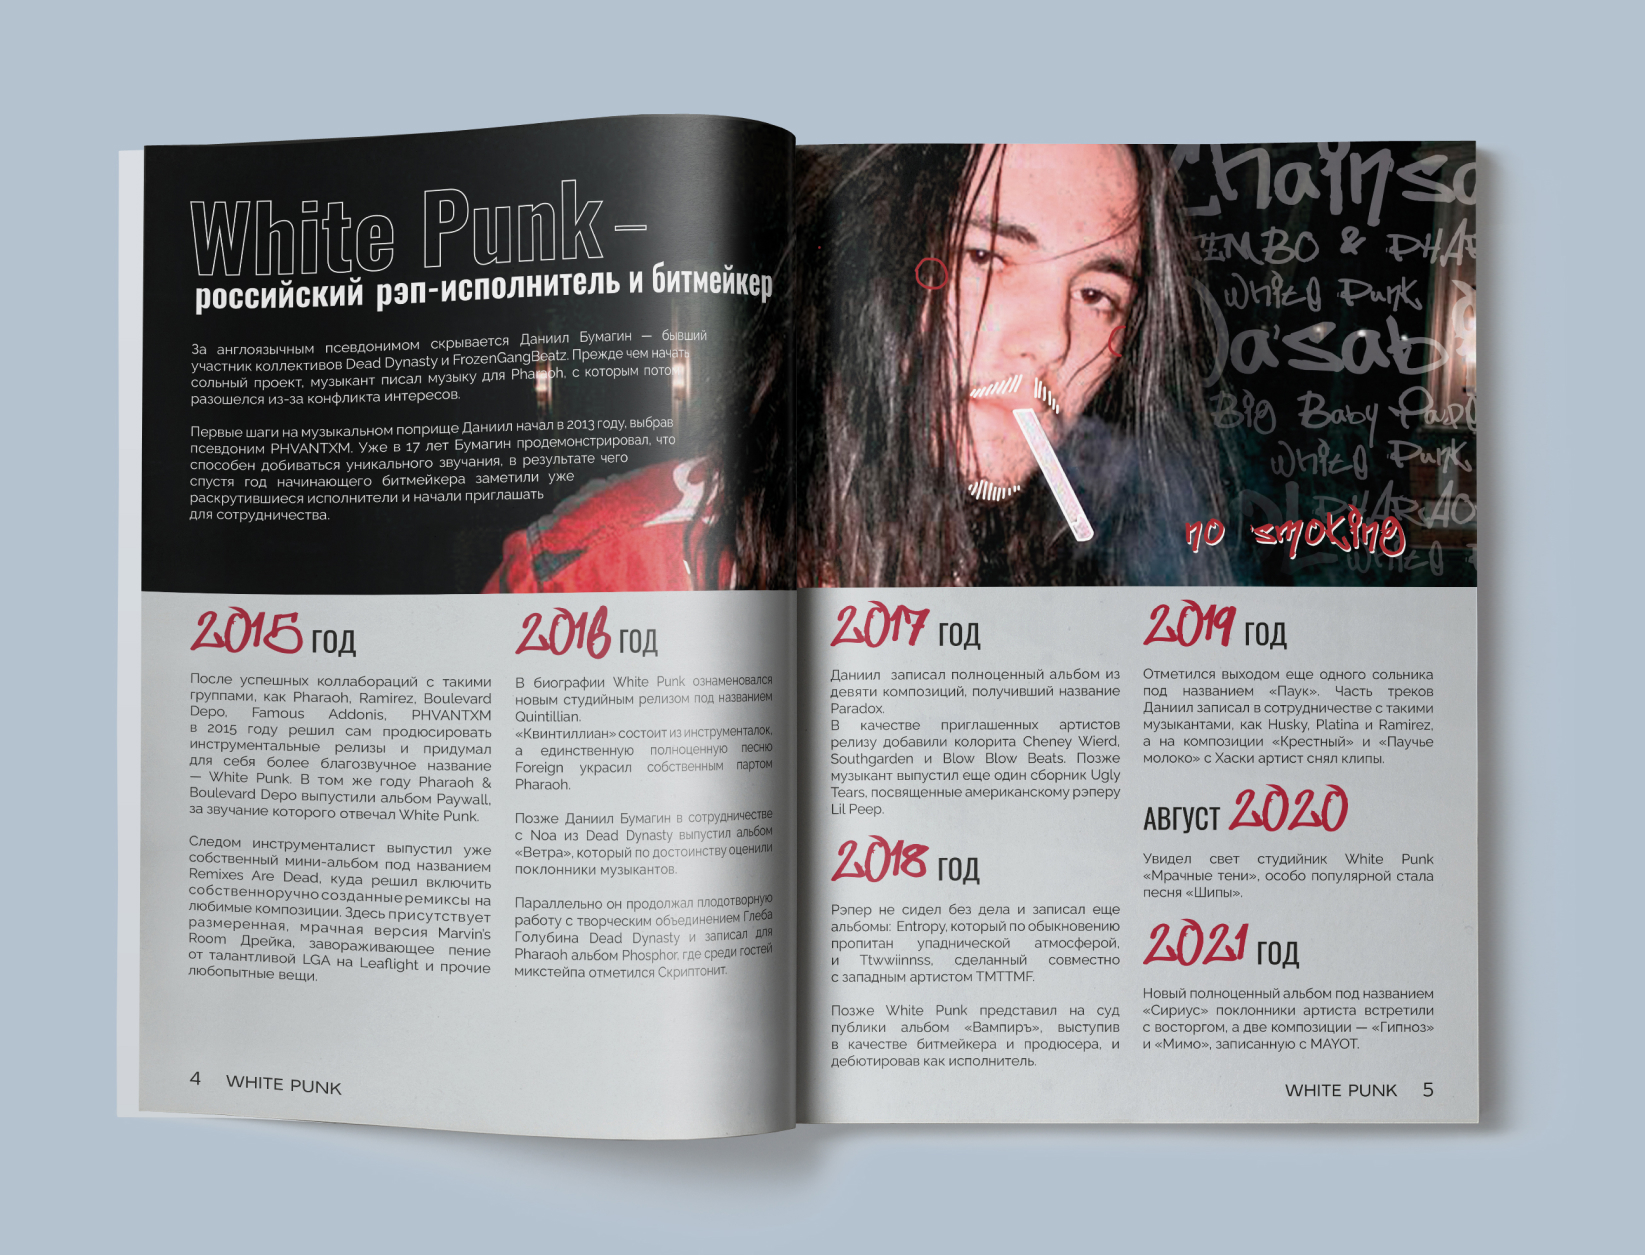 White Punk –
российский рэп-исполнитель и битмейкер
За англоязычным псевдонимом скрывается Даниил Бумагин — бывший
участник коллективов Dead Dynasty и FrozenGangBeatz. Прежде чем начать
сольный проект, музыкант писал музыку для Pharaoh, с которым потом
разошелся из-за конфликта интересов.
Первые шаги на музыкальном поприще Даниил начал в 2013 году, выбрав
псевдоним PHVANTXM. Уже в 17 лет Бумагин продемонстрировал, что
способен добиваться уникального звучания, в результате чего
спустя год начинающего битмейкера заметили уже
раскрутившиеся исполнители и начали приглашать
для сотрудничества.
2015 год
После успешных коллабораций с такими
группами, как Pharaoh, Ramirez, Boulevard
Depo, Famous Addonis, PHVANTXM
в 2015 году решил сам продюсировать
инструментальные релизы и придумал
для себя более благозвучное название
— White Punk. В том же году Pharaoh &
Boulevard Depo выпустили альбом Paywall,
за звучание которого отвечал White Punk.
Следом инструменталист выпустил уже
собственный мини-альбом под названием
Remixes Are Dead, куда решил включить
собственноручно созданные ремиксы на
любимые композиции. Здесь присутствует
размеренная, мрачная версия Marvin's
Room Дрейка, завораживающее пение
от талантливой LGA на Leaflight и прочие
любопытные вещи.
2016 год
В биографии White Punk ознаменовался
новым студийным релизом под названием
Quintillian.
«Квинтиллиан» состоит из инструменталок,
а единственную полноценную песню
Foreign украсил собственным партом
Pharaoh.
Позже Даниил Бумагин в сотрудничестве
с Noa из Dead Dynasty выпустил альбом
«Ветра», который по достоинству оценили
поклонники музыкантов.
Параллельно он продолжал плодотворную
работу с творческим объединением Глеба
Голубина Dead Dynasty и записал для
Pharaoh альбом Phosphor, где среди гостей
микстейпа отметился Скриптонит.
4 WHITE PUNK
Chainsa
EMBO & PHAR
White Punk
asab
Big Baby
White Punk
PHARAO
no smoking
White
2017 год
Даниил записал полноценный альбом из
девяти композиций, получивший название
Paradox.
В качестве приглашенных артистов
релизу добавили колорита Cheney Wierd,
Southgarden и Blow Blow Beats. Позже
музыкант выпустил еще один сборник Ugly
Tears, посвященные американскому рэперу
Lil Peep.
2018 год
Рэпер не сидел без дела и записал еще
альбомы: Entropy, который по обыкновению
пропитан упаднической атмосферой,
и Ttwwiinnss, сделанный совместно
с западным артистом TMTTMF.
Позже White Punk представил на суд
публики альбом «Вампиръ», выступив
в качестве битмейкера и продюсера, и
дебютировав как исполнитель.
2019 год
Отметился выходом еще одного сольника
под названием «Паук». Часть треков
Даниил записал в сотрудничестве с такими
музыкантами, как Husky, Platina и Ramirez,
а на композиции «Крестный» и «Паучье
молоко» с Хаски артист снял клипы.
август 2020
Увидел свет студийник White Punk
«Мрачные тени», особо популярной стала
песня «Шипы».
2021 год
Новый полноценный альбом под названием
«Сириус» поклонники артиста встретили
с восторгом, а две композиции — «Гипноз»
и «Мимо», записанную с MAYOT.
WHITE PUNK 5